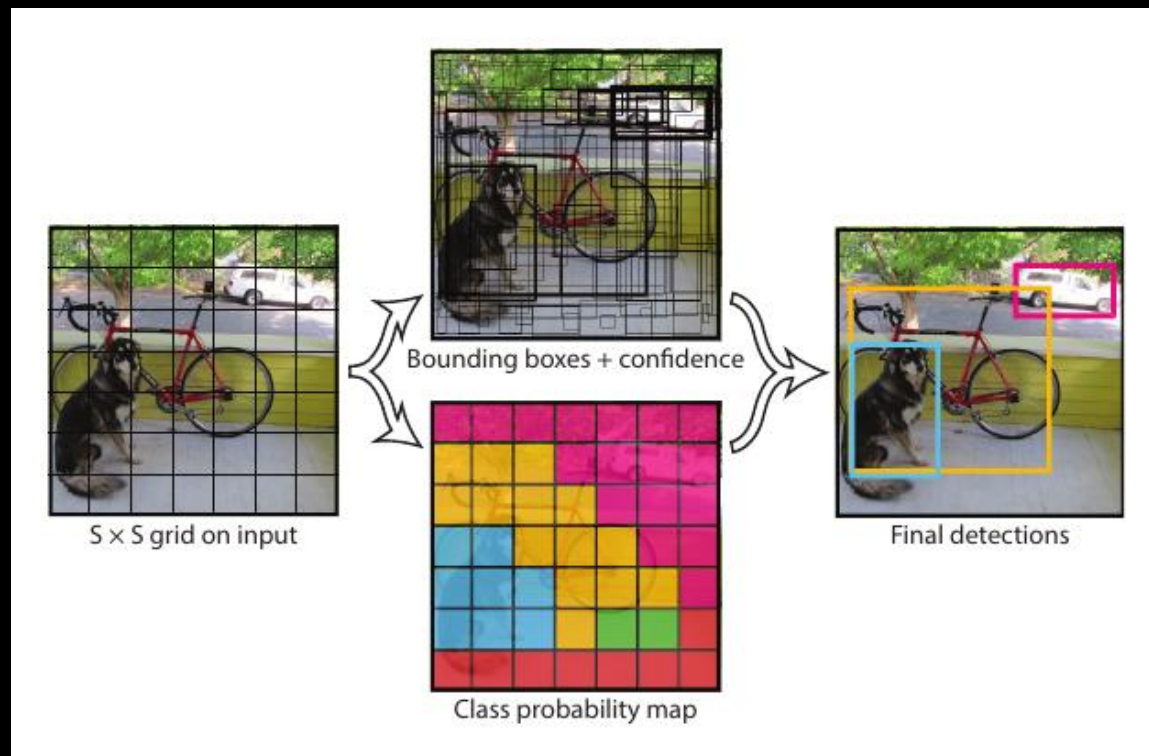 Bounding boxes + confidence
S × S grid on input
Final detections
Class probability map